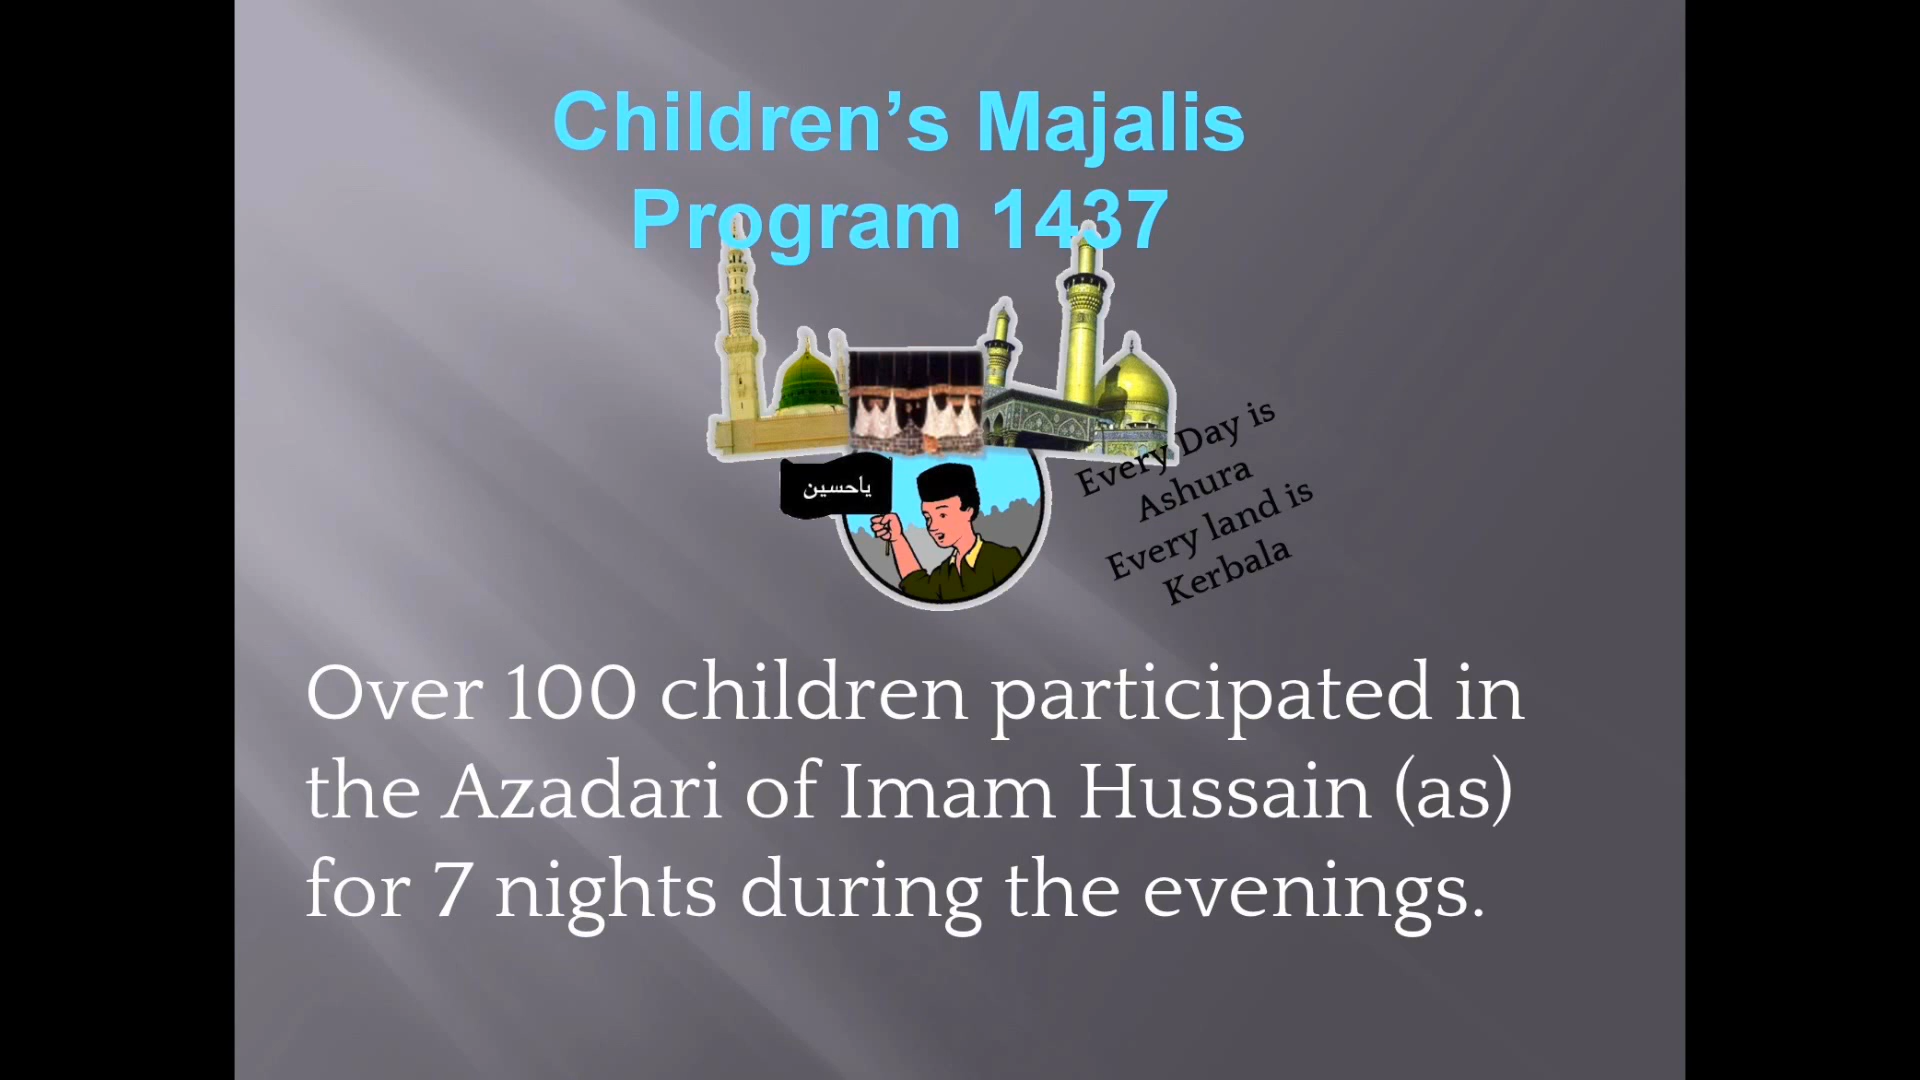 Children’s Majalis
Program 1437
ياحسين
Every Day is
Ashura
Every land is
Kerbala
Over 100 children participated in
the Azadari of Imam Hussain (as)
for 7 nights during the evenings.